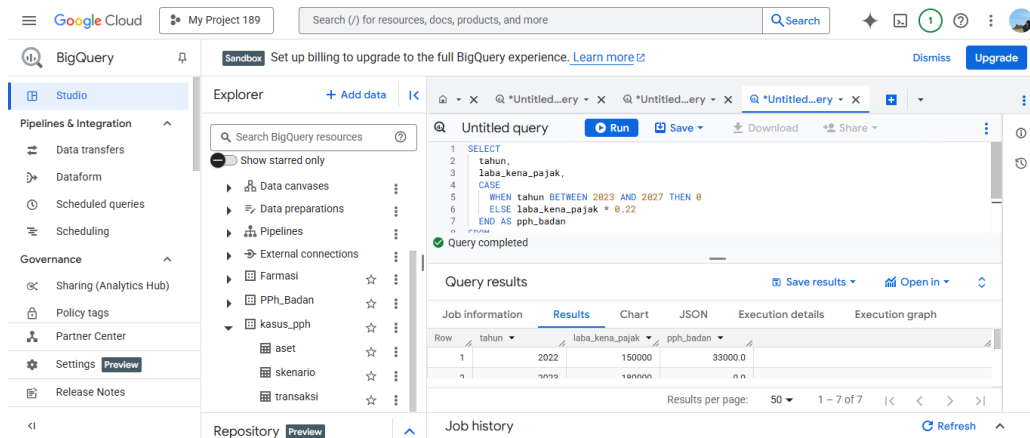 Google Cloud
My Project 189
Search (/) for resources, docs, products, and more
Search
1
BigQuery
Sandbox Set up billing to upgrade to the full BigQuery experience. Learn more
Dismiss
Upgrade
Studio
Pipelines & Integration
Data transfers
Dataform
Scheduled queries
Scheduling
Governance
Sharing (Analytics Hub)
Policy tags
Partner Center
Settings Preview
Release Notes
Explorer
+ Add data
Search BigQuery resources
Show starred only
Data canvases
Data preparations
Pipelines
External connections
Farmasi
PPh_Badan
kasus_pph
aset
skenario
transaksi
Repository Preview
*Untitled...ery
*Untitled...ery
*Untitled...ery
Untitled query
Run
Save
Download
Share
1 SELECT
2 tahun,
3 laba_kena_pajak,
4 CASE
5 WHEN tahun BETWEEN 2023 AND 2027 THEN 0
6 ELSE laba_kena_pajak * 0.22
7 END AS pph_badan
8 FROM
Query completed
Query results
Save results
Open in
Job information Results Chart JSON Execution details Execution graph
Row tahun laba_kena_pajak pph_badan
1 2022 150000 33000.0
2 2023 180000 0.0
Results per page: 50 1 – 7 of 7
Job history
Refresh